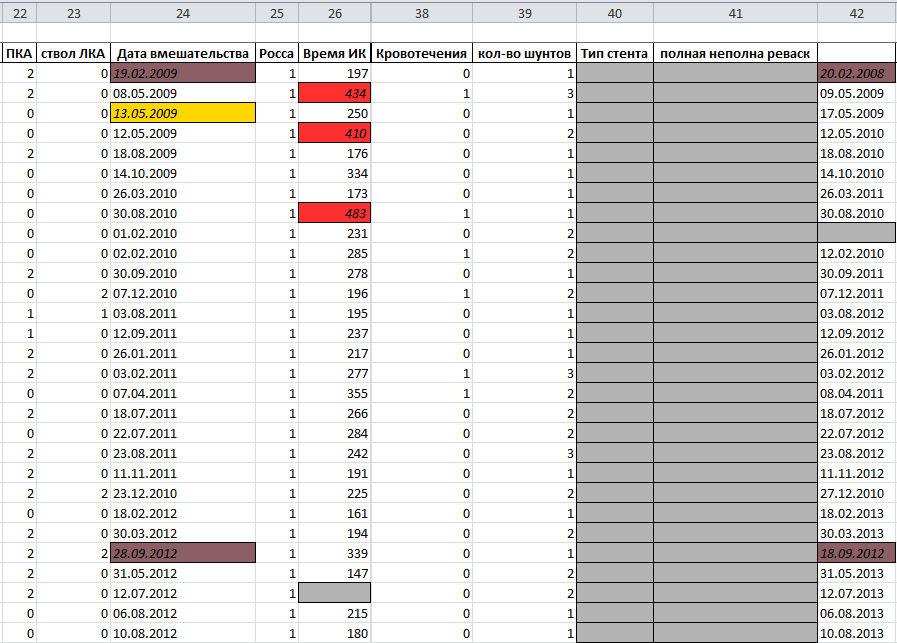 22 23 24 25 26 38 39 40 41 42
ПКА ствол ЛКА Дата вмешательства Росса Время ИК Кровотечения кол-во шунтов Тип стента полная неполна реваск
2 0 19.02.2009 1 197 0 1 20.02.2008
2 0 08.05.2009 1 434 1 3 09.05.2009
0 0 13.05.2009 1 250 0 1 17.05.2009
0 0 12.05.2009 1 410 0 2 12.05.2010
2 0 18.08.2009 1 176 0 1 18.08.2010
0 0 14.10.2009 1 334 0 1 14.10.2010
0 0 26.03.2010 1 173 0 1 26.03.2011
0 0 30.08.2010 1 483 1 1 30.08.2010
0 0 01.02.2010 1 231 0 2
0 0 02.02.2010 1 285 1 2 12.02.2010
2 0 30.09.2010 1 278 0 1 30.09.2011
0 2 07.12.2010 1 196 1 2 07.12.2011
1 1 03.08.2011 1 195 0 1 03.08.2012
1 0 12.09.2011 1 237 0 1 12.09.2012
2 0 26.01.2011 1 217 0 1 26.01.2012
2 0 03.02.2011 1 277 1 3 03.02.2012
0 0 07.04.2011 1 355 1 2 08.04.2011
2 0 18.07.2011 1 266 0 2 18.07.2012
0 0 22.07.2011 1 284 0 2 22.07.2012
2 0 23.08.2011 1 242 0 3 23.08.2012
2 0 11.11.2011 1 191 0 1 11.11.2012
2 2 23.12.2010 1 225 0 2 27.12.2010
0 0 18.02.2012 1 161 0 1 18.02.2013
2 0 30.03.2012 1 194 0 2 30.03.2013
2 2 28.09.2012 1 339 0 1 18.09.2012
2 0 31.05.2012 1 147 0 2 31.05.2013
2 0 12.07.2012 1 0 2 12.07.2013
0 0 06.08.2012 1 215 0 1 06.08.2013
0 0 10.08.2012 1 180 0 1 10.08.2013